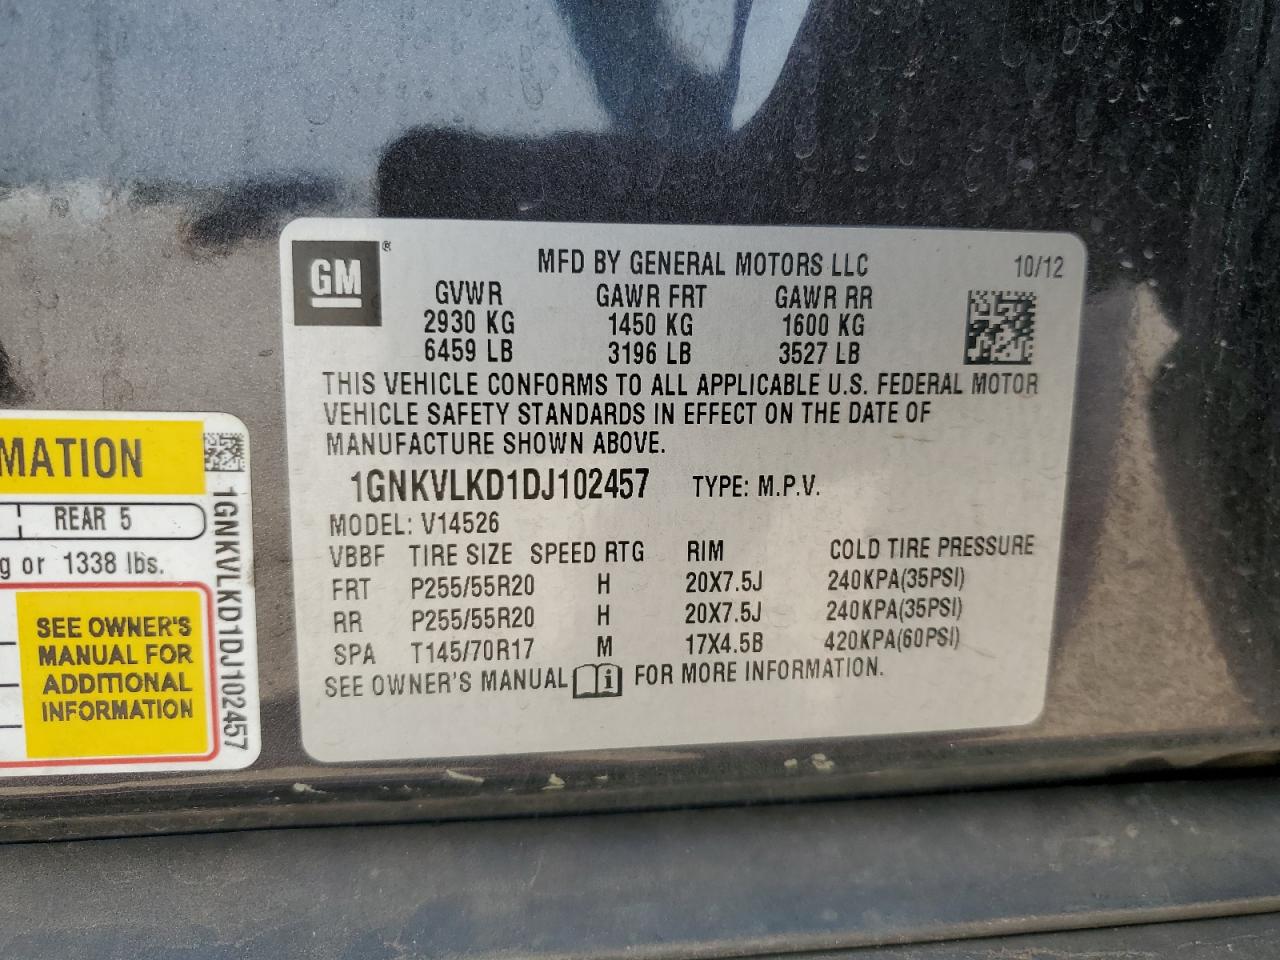 GM ®
MFD BY GENERAL MOTORS LLC
10/12
GVWR GAWR FRT GAWR RR
2930 KG 1450 KG 1600 KG
6459 LB 3196 LB 3527 LB
THIS VEHICLE CONFORMS TO ALL APPLICABLE U.S. FEDERAL MOTOR
VEHICLE SAFETY STANDARDS IN EFFECT ON THE DATE OF
MANUFACTURE SHOWN ABOVE.
1GNKVLKD1DJ102457 TYPE: M.P.V.
MODEL: V14526
VBBF TIRE SIZE SPEED RTG RIM COLD TIRE PRESSURE
FRT P255/55R20 H 20X7.5J 240KPA(35PSI)
RR P255/55R20 H 20X7.5J 240KPA(35PSI)
SPA T145/70R17 M 17X4.5B 420KPA(60PSI)
SEE OWNER'S MANUAL i FOR MORE INFORMATION.
MATION
REAR 5
g or 1338 lbs.
SEE OWNER'S
MANUAL FOR
ADDITIONAL
INFORMATION
1GNKVLKD1DJ102457